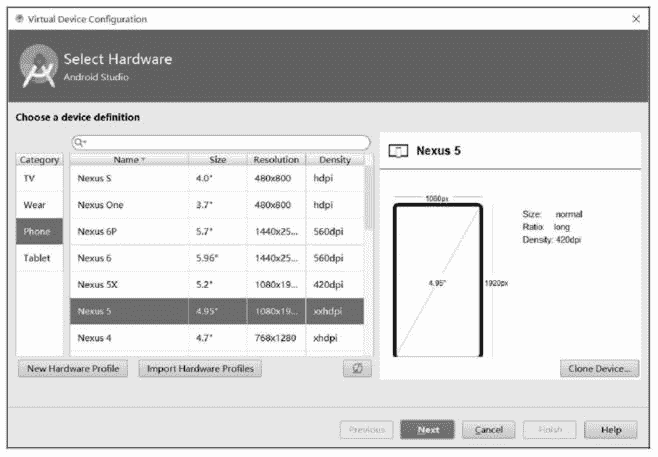 Virtual Device Configuration
Select Hardware
Android Studio
Choose a device definition
Category Name Size Resolution Density
TV Nexus S 4.0" 480x800 hdpi
Wear Nexus One 3.7" 480x800 hdpi
Phone Nexus 6P 5.7" 1440x25... 560dpi
Tablet Nexus 6 5.96" 1440x25... 560dpi
Nexus 5X 5.2" 1080x19... 420dpi
Nexus 5 4.95" 1080x19... xxhdpi
Nexus 4 4.7" 768x1280 xhdpi
New Hardware Profile Import Hardware Profiles
Nexus 5
1080px
Size: normal
Ratio: long
Density: 420dpi
4.95" 1920px
Clone Device...
Previous Next Cancel Finish Help